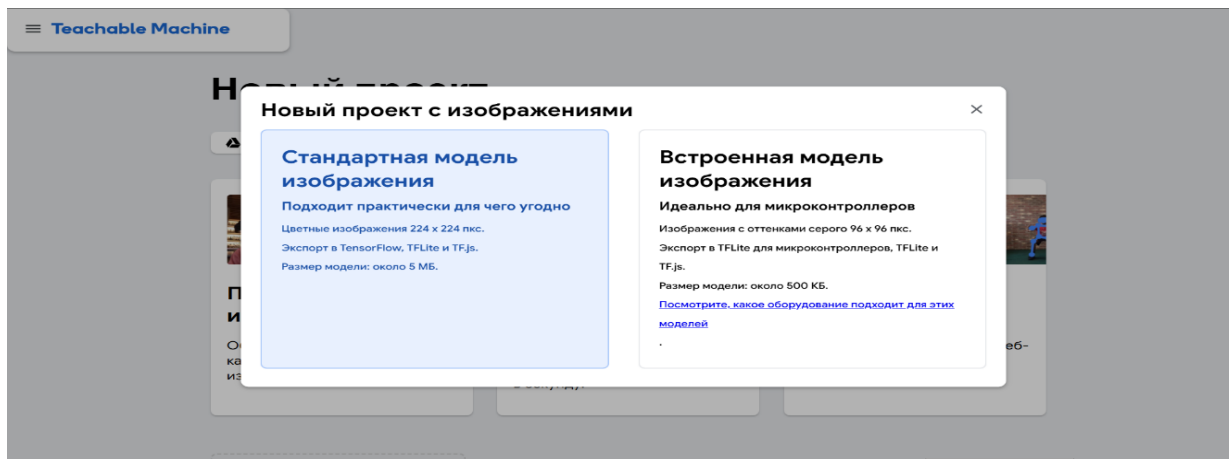 Teachable Machine
Новый проект
Новый проект с изображениями
Стандартная модель
изображения
Подходит практически для чего угодно
Цветные изображения 224 x 224 пкс.
Экспорт в TensorFlow, TFLite и TF.js.
Размер модели: около 5 МБ.
Встроенная модель
изображения
Идеально для микроконтроллеров
Изображения с оттенками серого 96 x 96 пкс.
Экспорт в TFLite для микроконтроллеров, TFLite и
TF.js.
Размер модели: около 500 КБ.
Посмотрите, какое оборудование подходит для этих
моделей
.